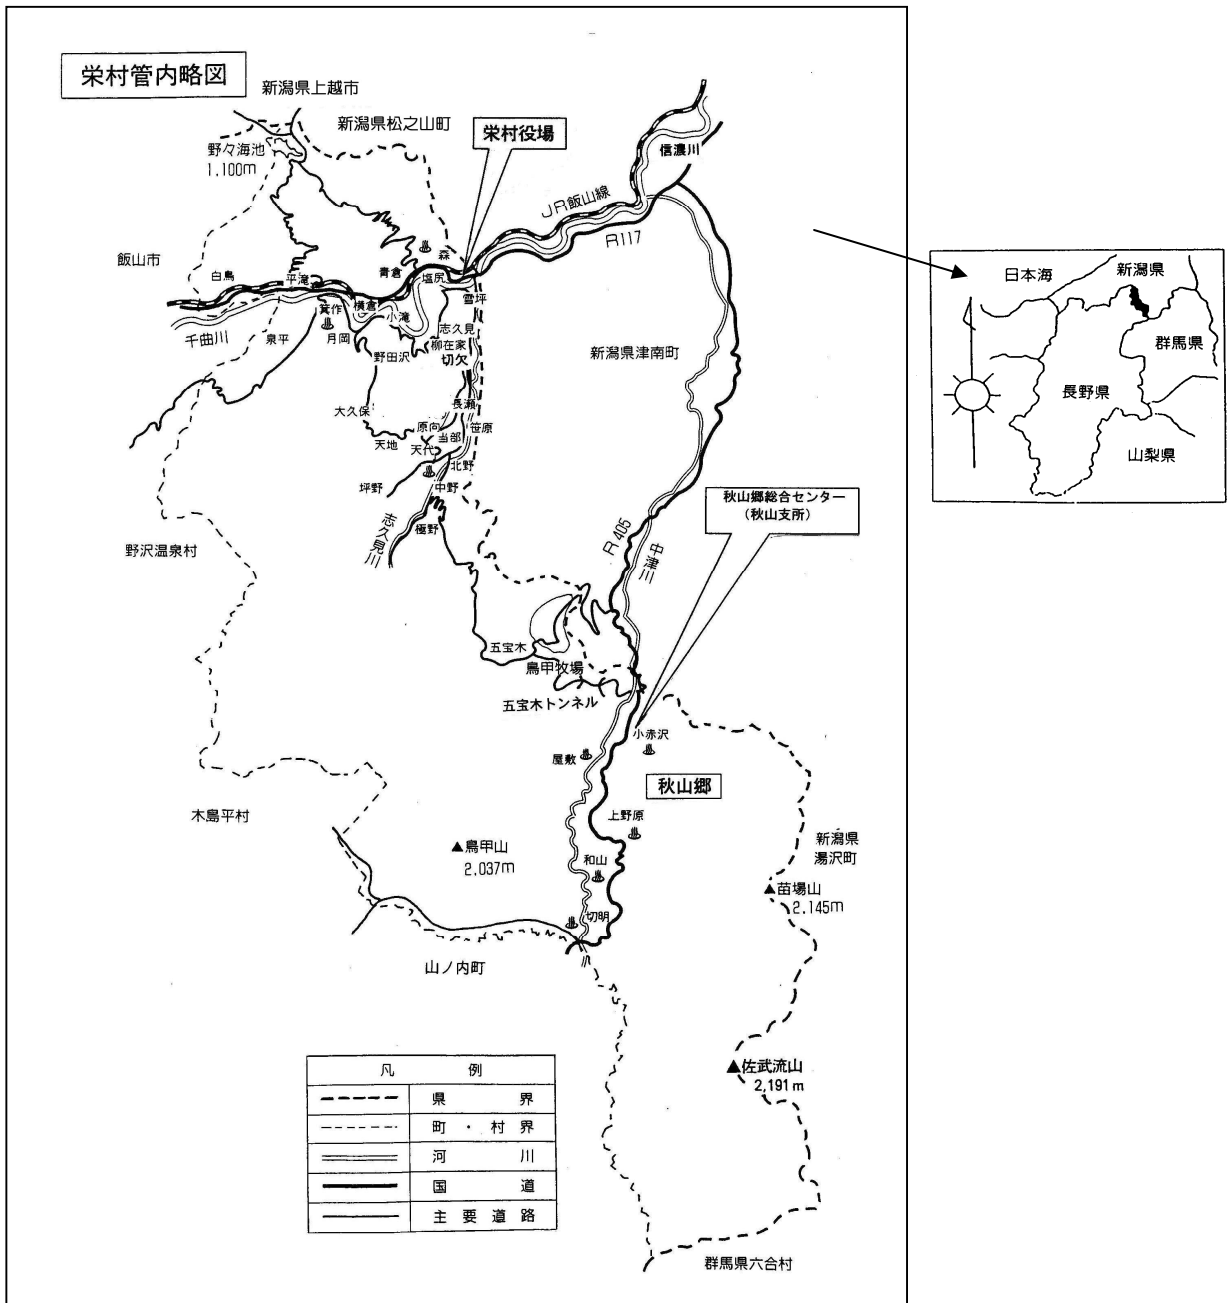 栄村管内略図
新潟県上越市
新潟県松之山町
野々海池
1.100m
栄村役場
信濃川
JR飯山線
R117
飯山市
白鳥
平滝
青倉
森
塩尻
雪坪
横倉
箕作
小滝
千曲川
泉平
月岡
志久見
柳在家
野田沢
切欠
新潟県津南町
大久保
長瀬
原向
笹原
当部
天地
天代
北野
坪野
中野
志久見川
極野
野沢温泉村
秋山郷総合センター
(秋山支所)
R405
中津川
五宝木
鳥甲牧場
五宝木トンネル
小赤沢
屋敷
秋山郷
木島平村
上野原
新潟県
湯沢町
▲鳥甲山
2.037m
和山
▲苗場山
2.145m
切明
山ノ内町
▲佐武流山
2,191m
凡例
県界
町・村界
河川
国道
主要道路
群馬県六合村
日本海
新潟県
群馬県
長野県
山梨県